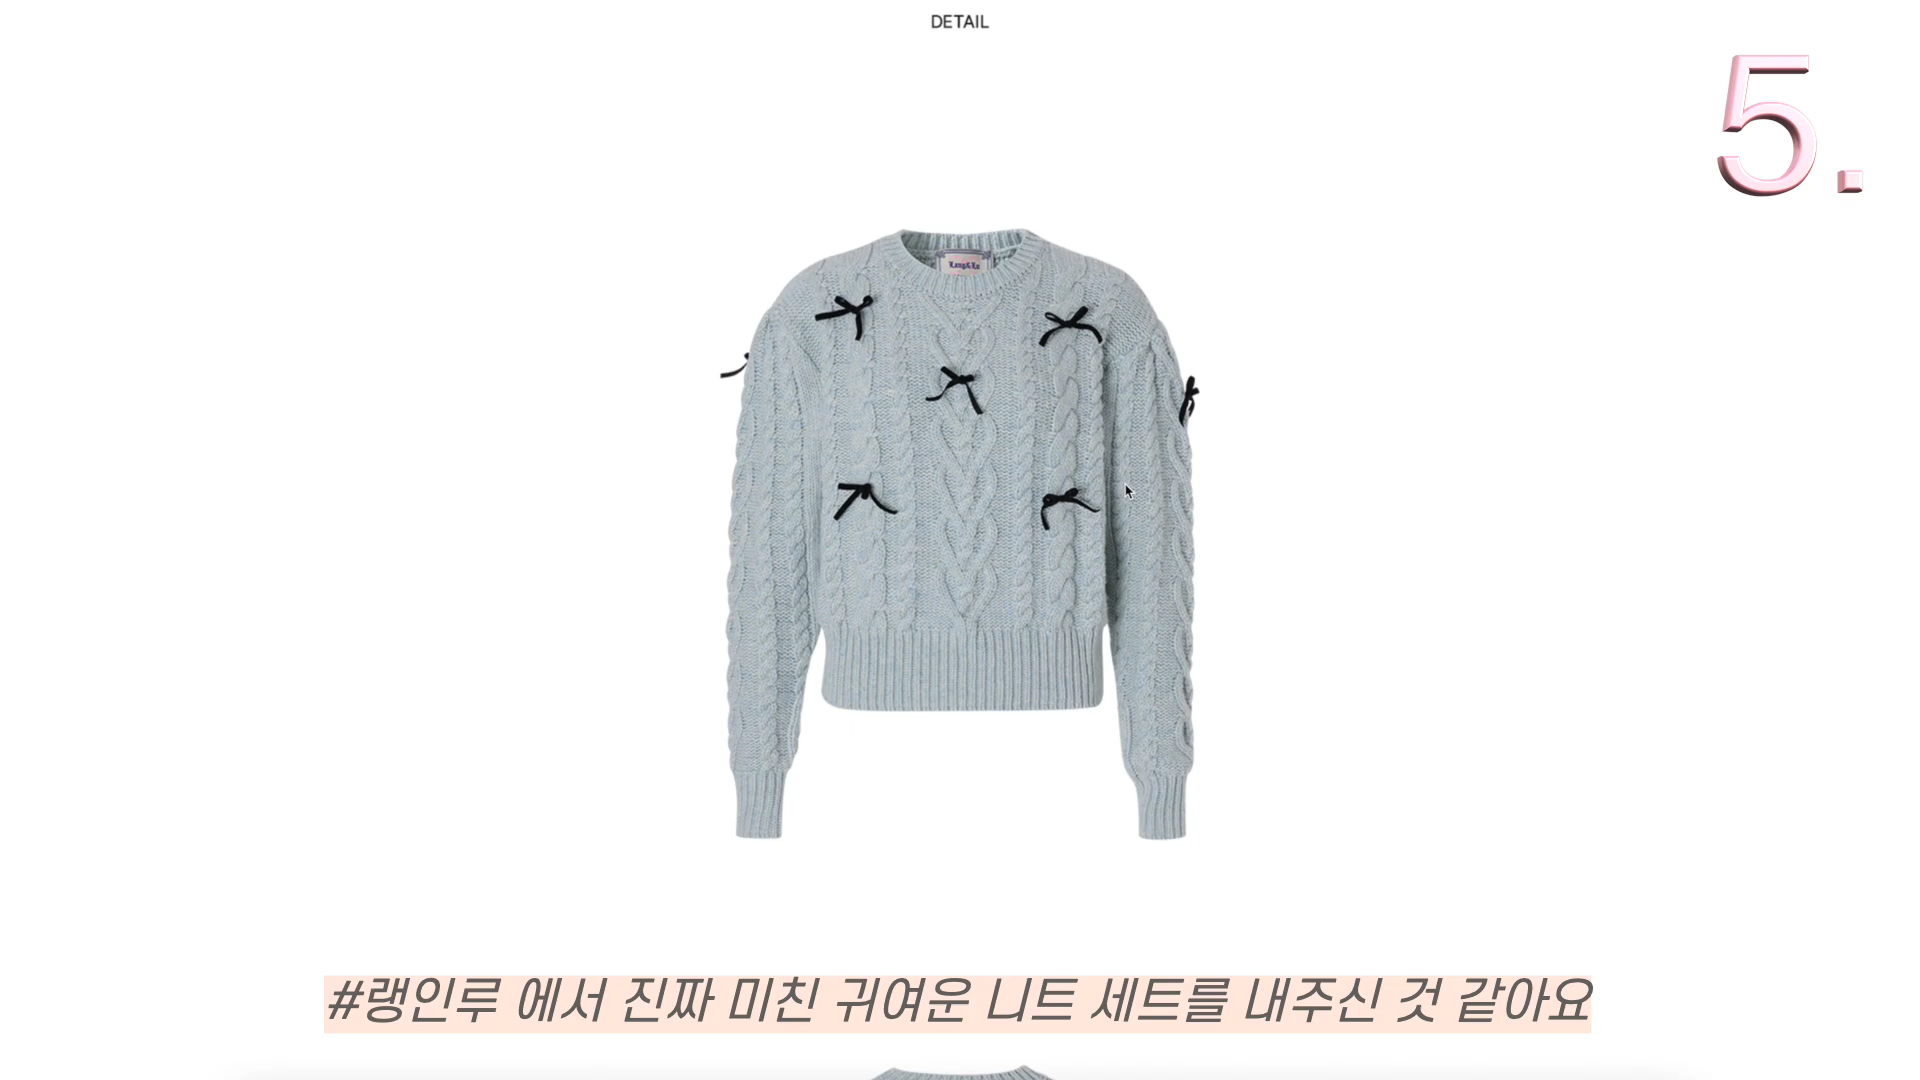 DETAIL
5.
#랭인루 에서 진짜 미친 귀여운 니트 세트를 내주신 것 같아요